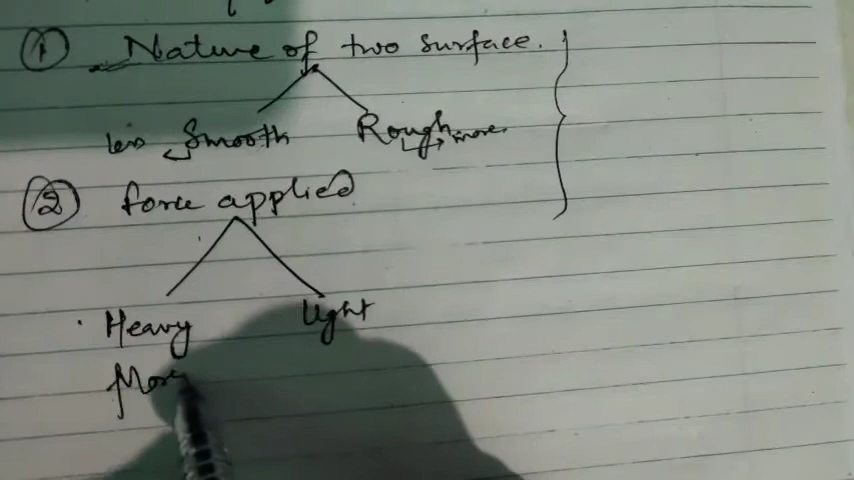 ① Nature of two surface.
less Smooth Rough more
② force applied
Heavy Light
More